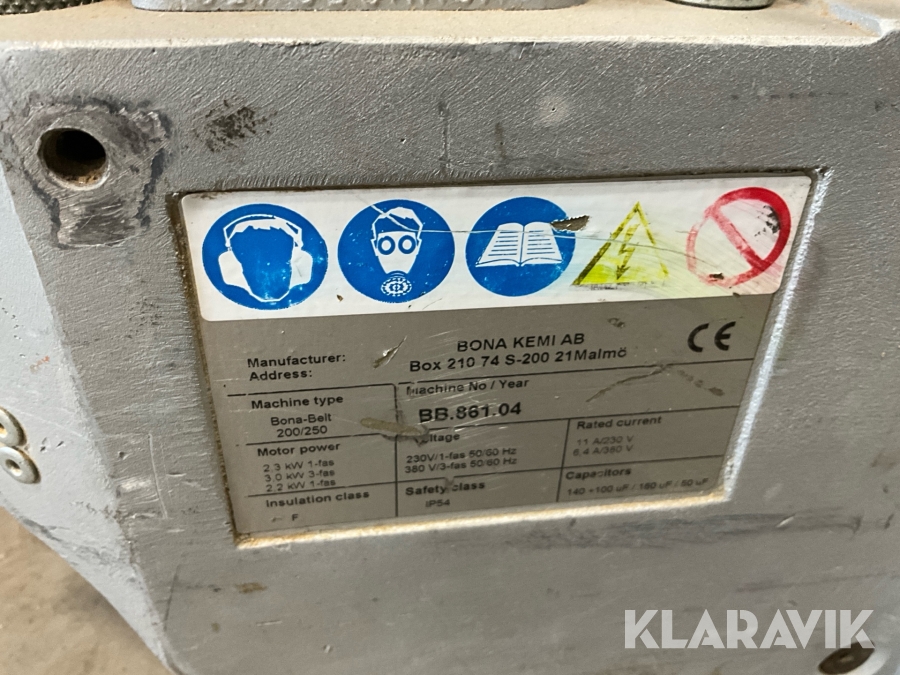 Manufacturer: BONA KEMI AB
Address: Box 210 74 S-200 21Malmö
CE
Machine type
Bona-Belt
200/250
Machine No / Year
BB.861.04
Motor power
2.3 kW 1-fas
3.0 kW 3-fas
2.2 kW 1-fas
230V/1-fas 50/60 Hz
380 V/3-fas 50/60 Hz
Rated current
11 A/230 V
6,4 A/380 V
Insulation class
F
Safety class
IP54
Capacitors
140 +100 uF / 180 uF / 50 uF
KLARAVIK